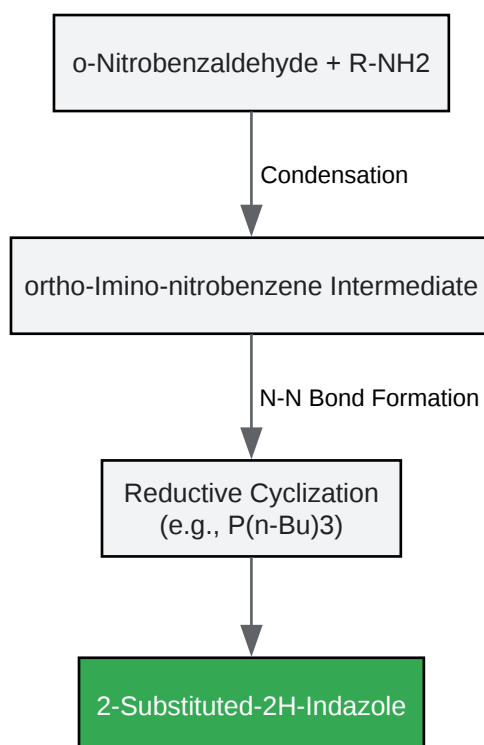 o-Nitrobenzaldehyde + R-NH2
Condensation
ortho-Imino-nitrobenzene Intermediate
N-N Bond Formation
Reductive Cyclization
(e.g., P(n-Bu)3)
2-Substituted-2H-Indazole